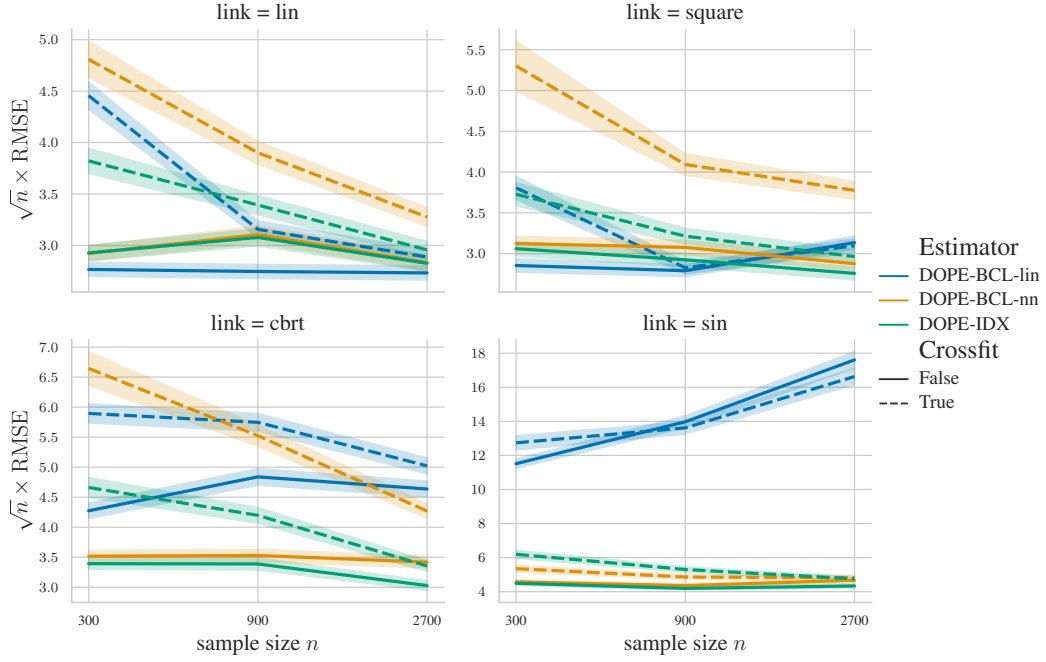 link = lin
link = square
5.0
4.5
4.0
3.5
3.0
√n × RMSE
5.5
5.0
4.5
4.0
3.5
3.0
Estimator
DOPE-BCL-lin
DOPE-BCL-nn
DOPE-IDX
Crossfit
False
True
link = cbrt
link = sin
7.0
6.5
6.0
5.5
5.0
4.5
4.0
3.5
3.0
√n × RMSE
300
900
2700
sample size n
18
16
14
12
10
8
6
4
300
900
2700
sample size n